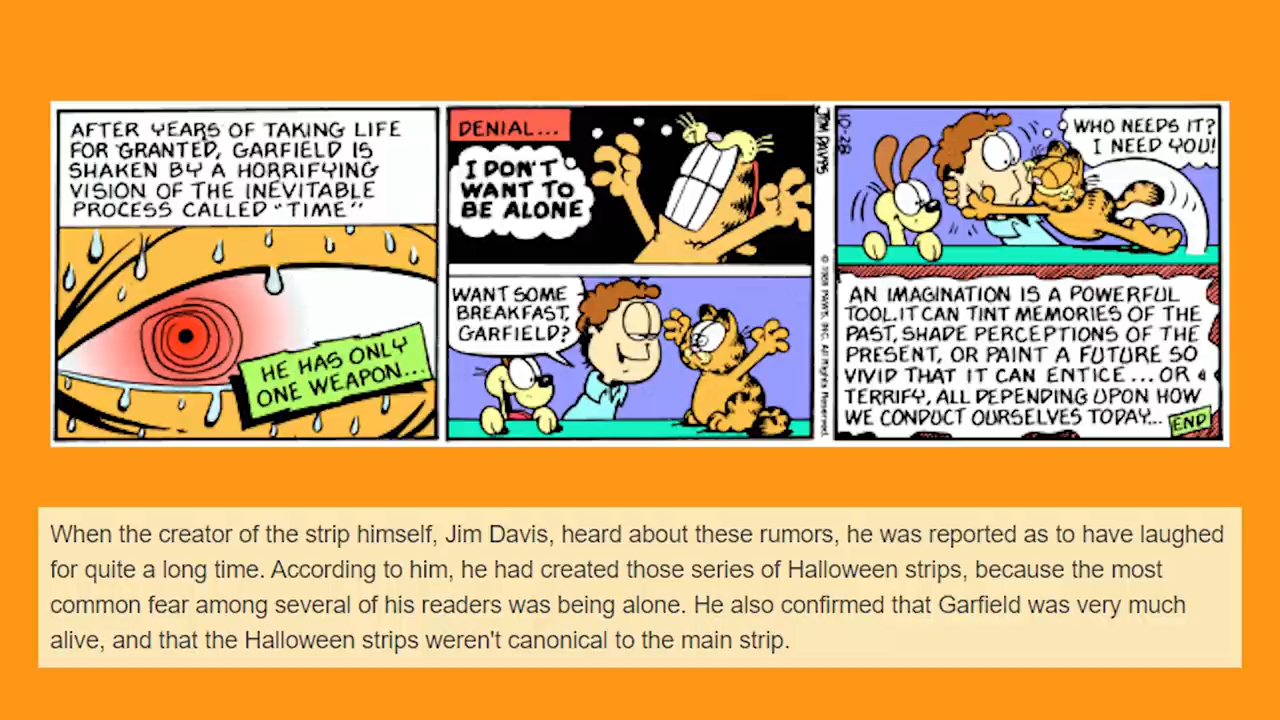 AFTER YEARS OF TAKING LIFE
FOR GRANTED, GARFIELD IS
SHAKEN BY A HORRIFYING
VISION OF THE INEVITABLE
PROCESS CALLED "TIME"
HE HAS ONLY
ONE WEAPON...
DENIAL...
I DON'T
WANT TO
BE ALONE
WANT SOME
BREAKFAST,
GARFIELD?
JIM DAVIS
© 1989 PAWS, INC. All Rights Reserved.
10-28
WHO NEEDS IT?
I NEED YOU!
AN IMAGINATION IS A POWERFUL
TOOL. IT CAN TINT MEMORIES OF THE
PAST, SHADE PERCEPTIONS OF THE
PRESENT, OR PAINT A FUTURE SO
VIVID THAT IT CAN ENTICE... OR
TERRIFY, ALL DEPENDING UPON HOW
WE CONDUCT OURSELVES TODAY...
END
When the creator of the strip himself, Jim Davis, heard about these rumors, he was reported as to have laughed
for quite a long time. According to him, he had created those series of Halloween strips, because the most
common fear among several of his readers was being alone. He also confirmed that Garfield was very much
alive, and that the Halloween strips weren't canonical to the main strip.